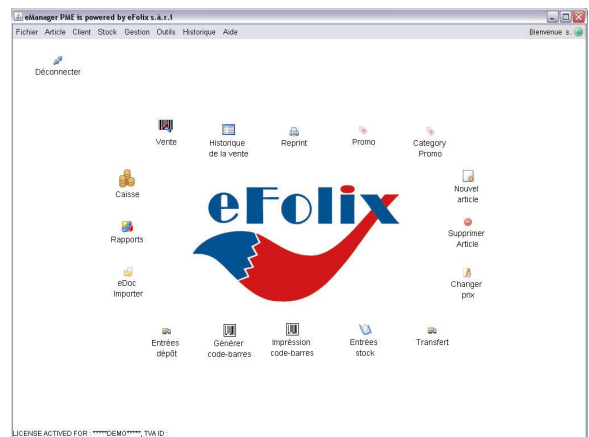 eManager PME is powered by eFolix s.à.r.l
Fichier Article Client Stock Gestion Outils Historique Aide Bienvenue s.
Déconnecter
Vente
Historique
de la vente
Reprint
Promo
Category
Promo
Caisse
Nouvel
article
eFolix
Rapports
Supprimer
Article
eDoc
Importer
Changer
prix
Entrées
dépôt
Générer
code-barres
Impréssion
code-barres
Entrées
stock
Transfert
LICENSE ACTIVED FOR : *****DEMO*****, TVA ID :